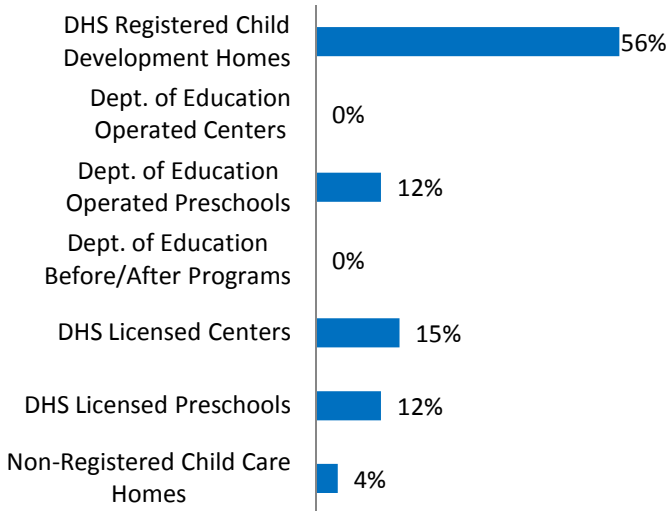 DHS Registered Child
Development Homes
56%
Dept. of Education
Operated Centers
0%
Dept. of Education
Operated Preschools
12%
Dept. of Education
Before/After Programs
0%
DHS Licensed Centers
15%
DHS Licensed Preschools
12%
Non-Registered Child Care
Homes
4%